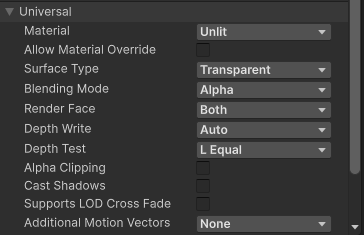 Universal
Material Unlit
Allow Material Override
Surface Type Transparent
Blending Mode Alpha
Render Face Both
Depth Write Auto
Depth Test L Equal
Alpha Clipping
Cast Shadows
Supports LOD Cross Fade
Additional Motion Vectors None